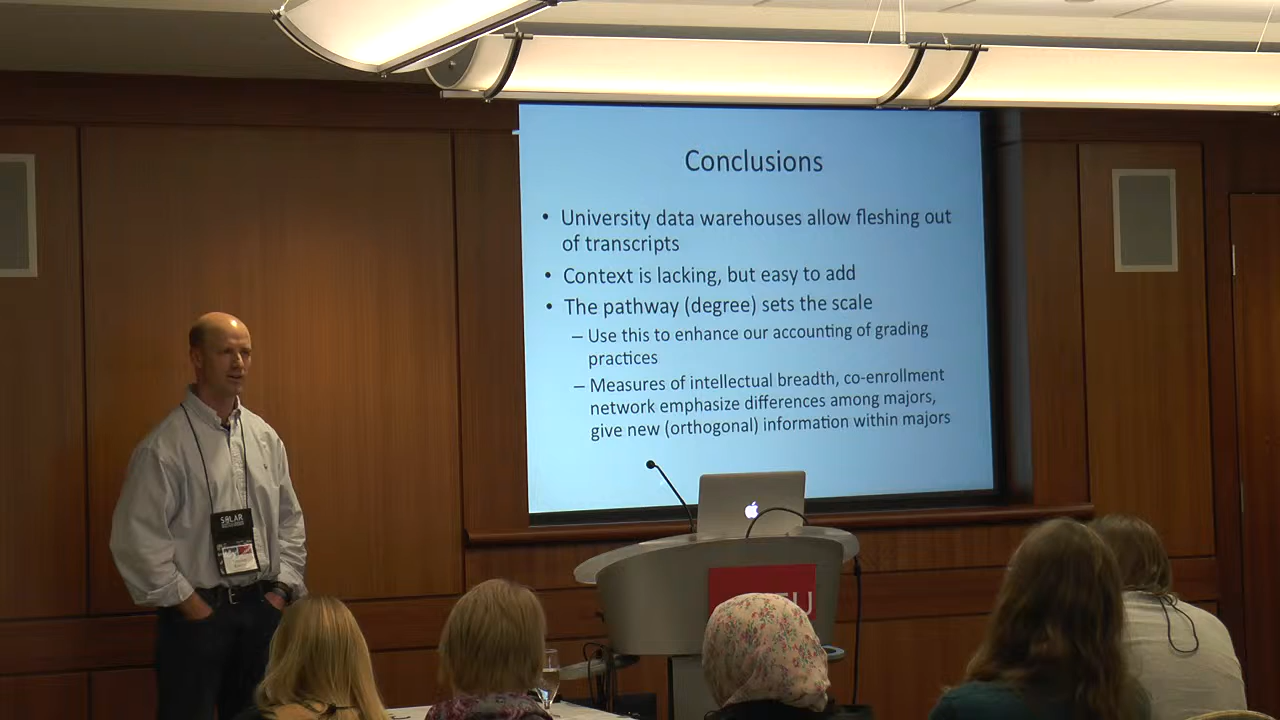 Conclusions
• University data warehouses allow fleshing out
of transcripts
• Context is lacking, but easy to add
• The pathway (degree) sets the scale
– Use this to enhance our accounting of grading
practices
– Measures of intellectual breadth, co-enrollment
network emphasize differences among majors,
give new (orthogonal) information within majors
SOLAR